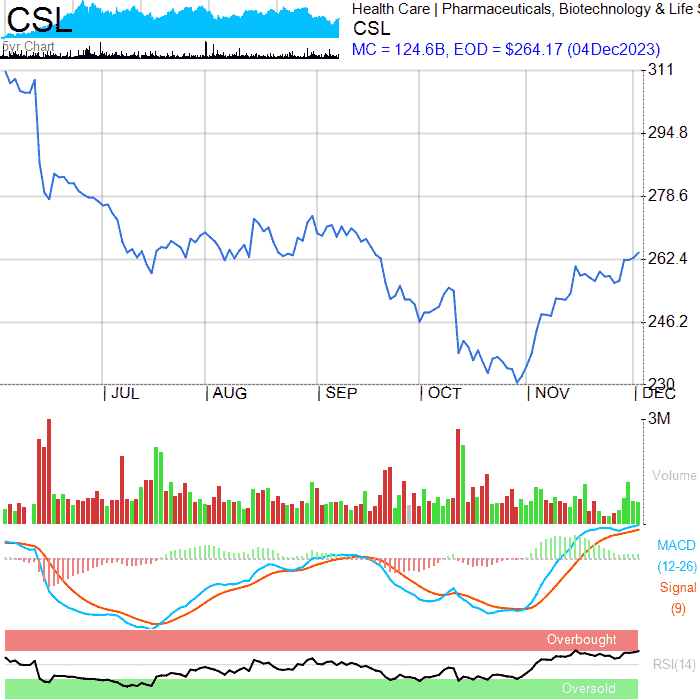 CSL
5yr Chart
Health Care | Pharmaceuticals, Biotechnology & Life S
CSL
MC = 124.6B, EOD = $264.17 (04Dec2023)
311
294.8
278.6
262.4
246.2
230
JUL AUG SEP OCT NOV DEC
3M
Volume
MACD
(12-26)
Signal
(9)
Overbought
RSI(14)
Oversold